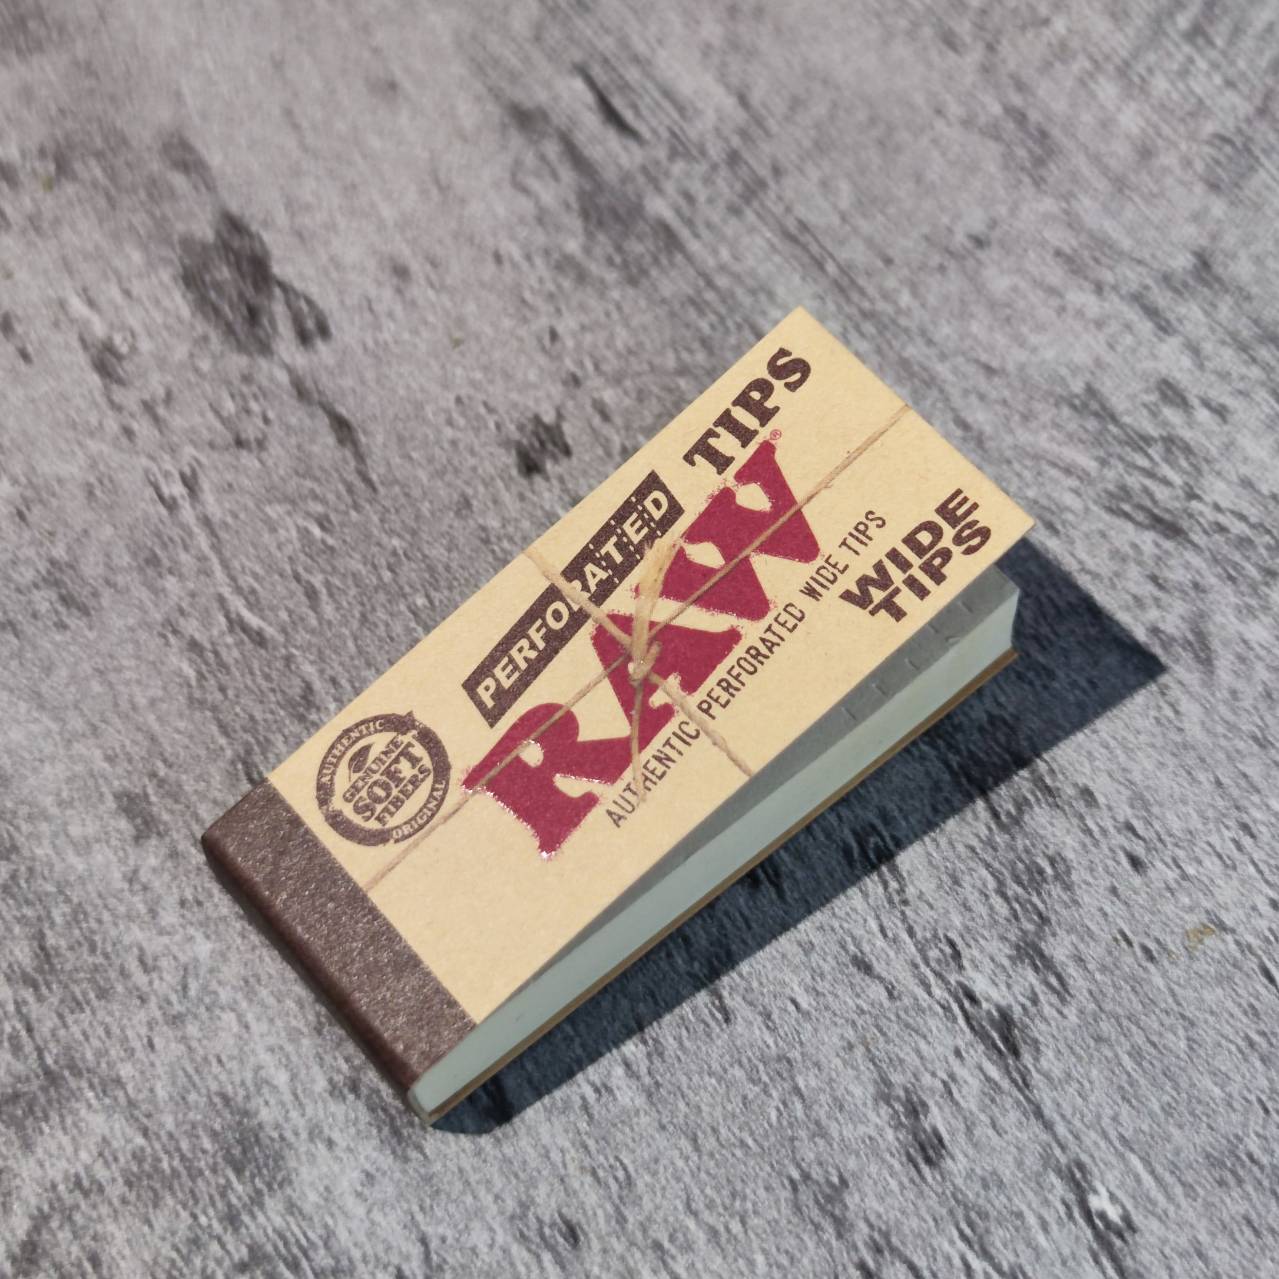 PERFORATED TIPS
RAW®
AUTHENTIC PERFORATED WIDE TIPS
WIDE
TIPS
AUTHENTIC
GENUINE
SOFT
FIBERS
ORIGINAL